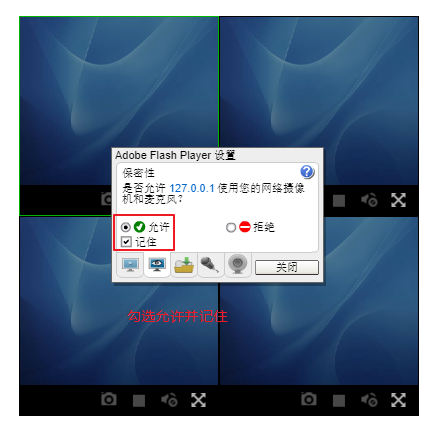 Adobe Flash Player 设置
保密性
是否允许 127.0.0.1 使用您的网络摄像
机和麦克风?
允许
拒绝
记住
关闭
勾选允许并记住